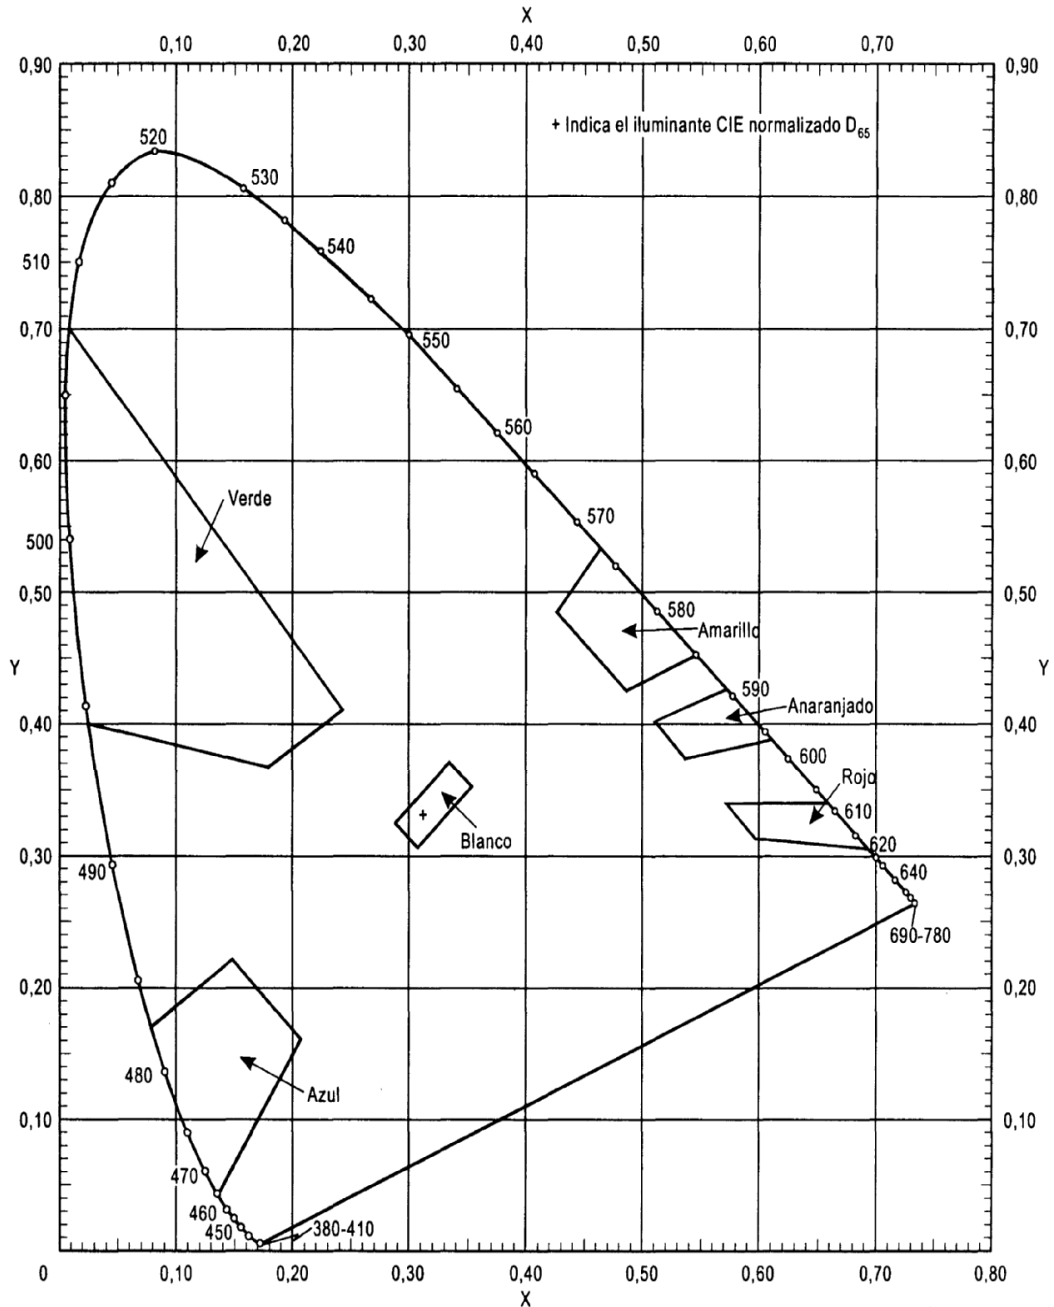 X
0,10 0,20 0,30 0,40 0,50 0,60 0,70
0,90 0,90
+ Indica el iluminante CIE normalizado D65
520
530
0,80 0,80
540
510
0,70 0,70
550
560
0,60 0,60
570
Verde
500
0,50 0,50
580
Amarillo
Y Y
590
Anaranjado
0,40 0,40
600
Rojo
610
Blanco
620
0,30 0,30
490 640
690-780
0,20 0,20
480
Azul
0,10 0,10
470
460
450 380-410
0 0,10 0,20 0,30 0,40 0,50 0,60 0,70 0,80
X